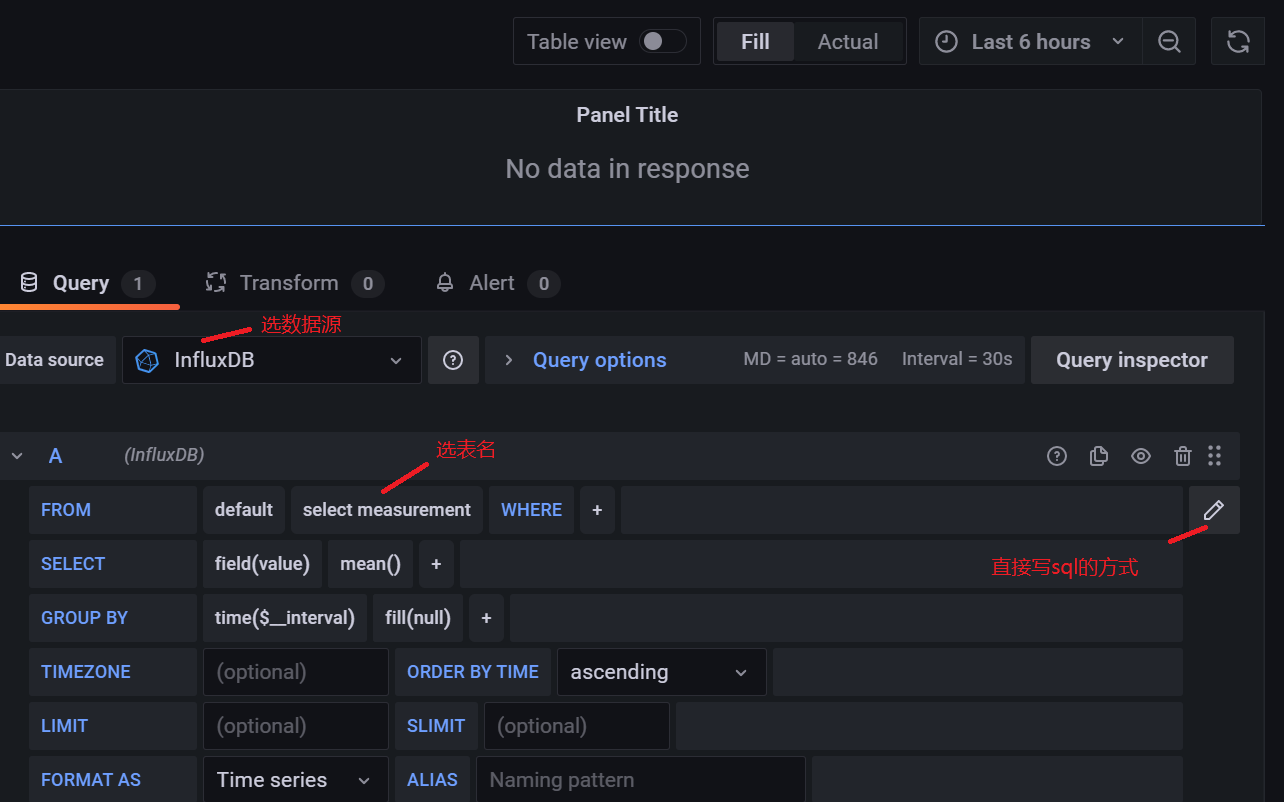 Table view Fill Actual Last 6 hours
Panel Title
No data in response
Query 1 Transform 0 Alert 0
选数据源
Data source InfluxDB Query options MD = auto = 846 Interval = 30s Query inspector
选表名
A (InfluxDB)
FROM default select measurement WHERE +
直接写sql的方式
SELECT field(value) mean() +
GROUP BY time($__interval) fill(null) +
TIMEZONE (optional) ORDER BY TIME ascending
LIMIT (optional) SLIMIT (optional)
FORMAT AS Time series ALIAS Naming pattern